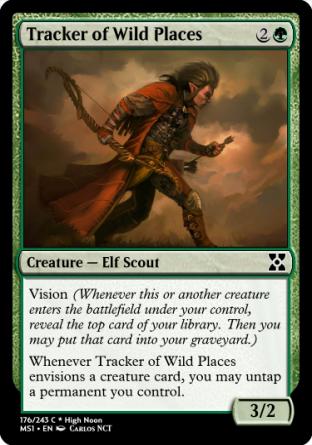 Tracker of Wild Places 2
Creature — Elf Scout
Vision (Whenever this or another creature
enters the battlefield under your control,
reveal the top card of your library. Then you
may put that card into your graveyard.)
Whenever Tracker of Wild Places
envisions a creature card, you may untap
a permanent you control.
3/2
176/243 C * High Noon
MS1 • EN Carlos NCT